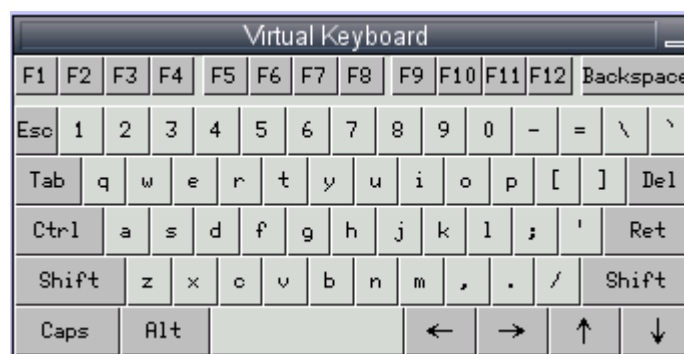 Virtual Keyboard
F1 F2 F3 F4 F5 F6 F7 F8 F9 F10 F11 F12 Backspace
Esc 1 2 3 4 5 6 7 8 9 0 - = \ `
Tab q w e r t y u i o p [ ] Del
Ctrl a s d f g h j k l ; ' Ret
Shift z x c v b n m , . / Shift
Caps Alt ← → ↑ ↓